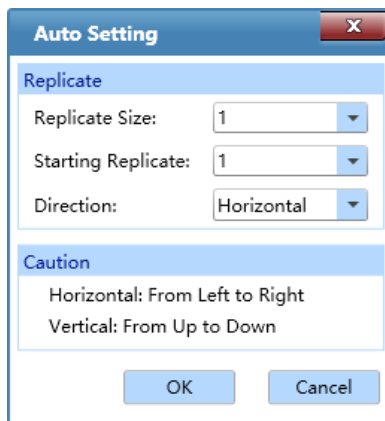 Auto Setting
x
Replicate
Replicate Size: 1
Starting Replicate: 1
Direction: Horizontal
Caution
Horizontal: From Left to Right
Vertical: From Up to Down
OK Cancel